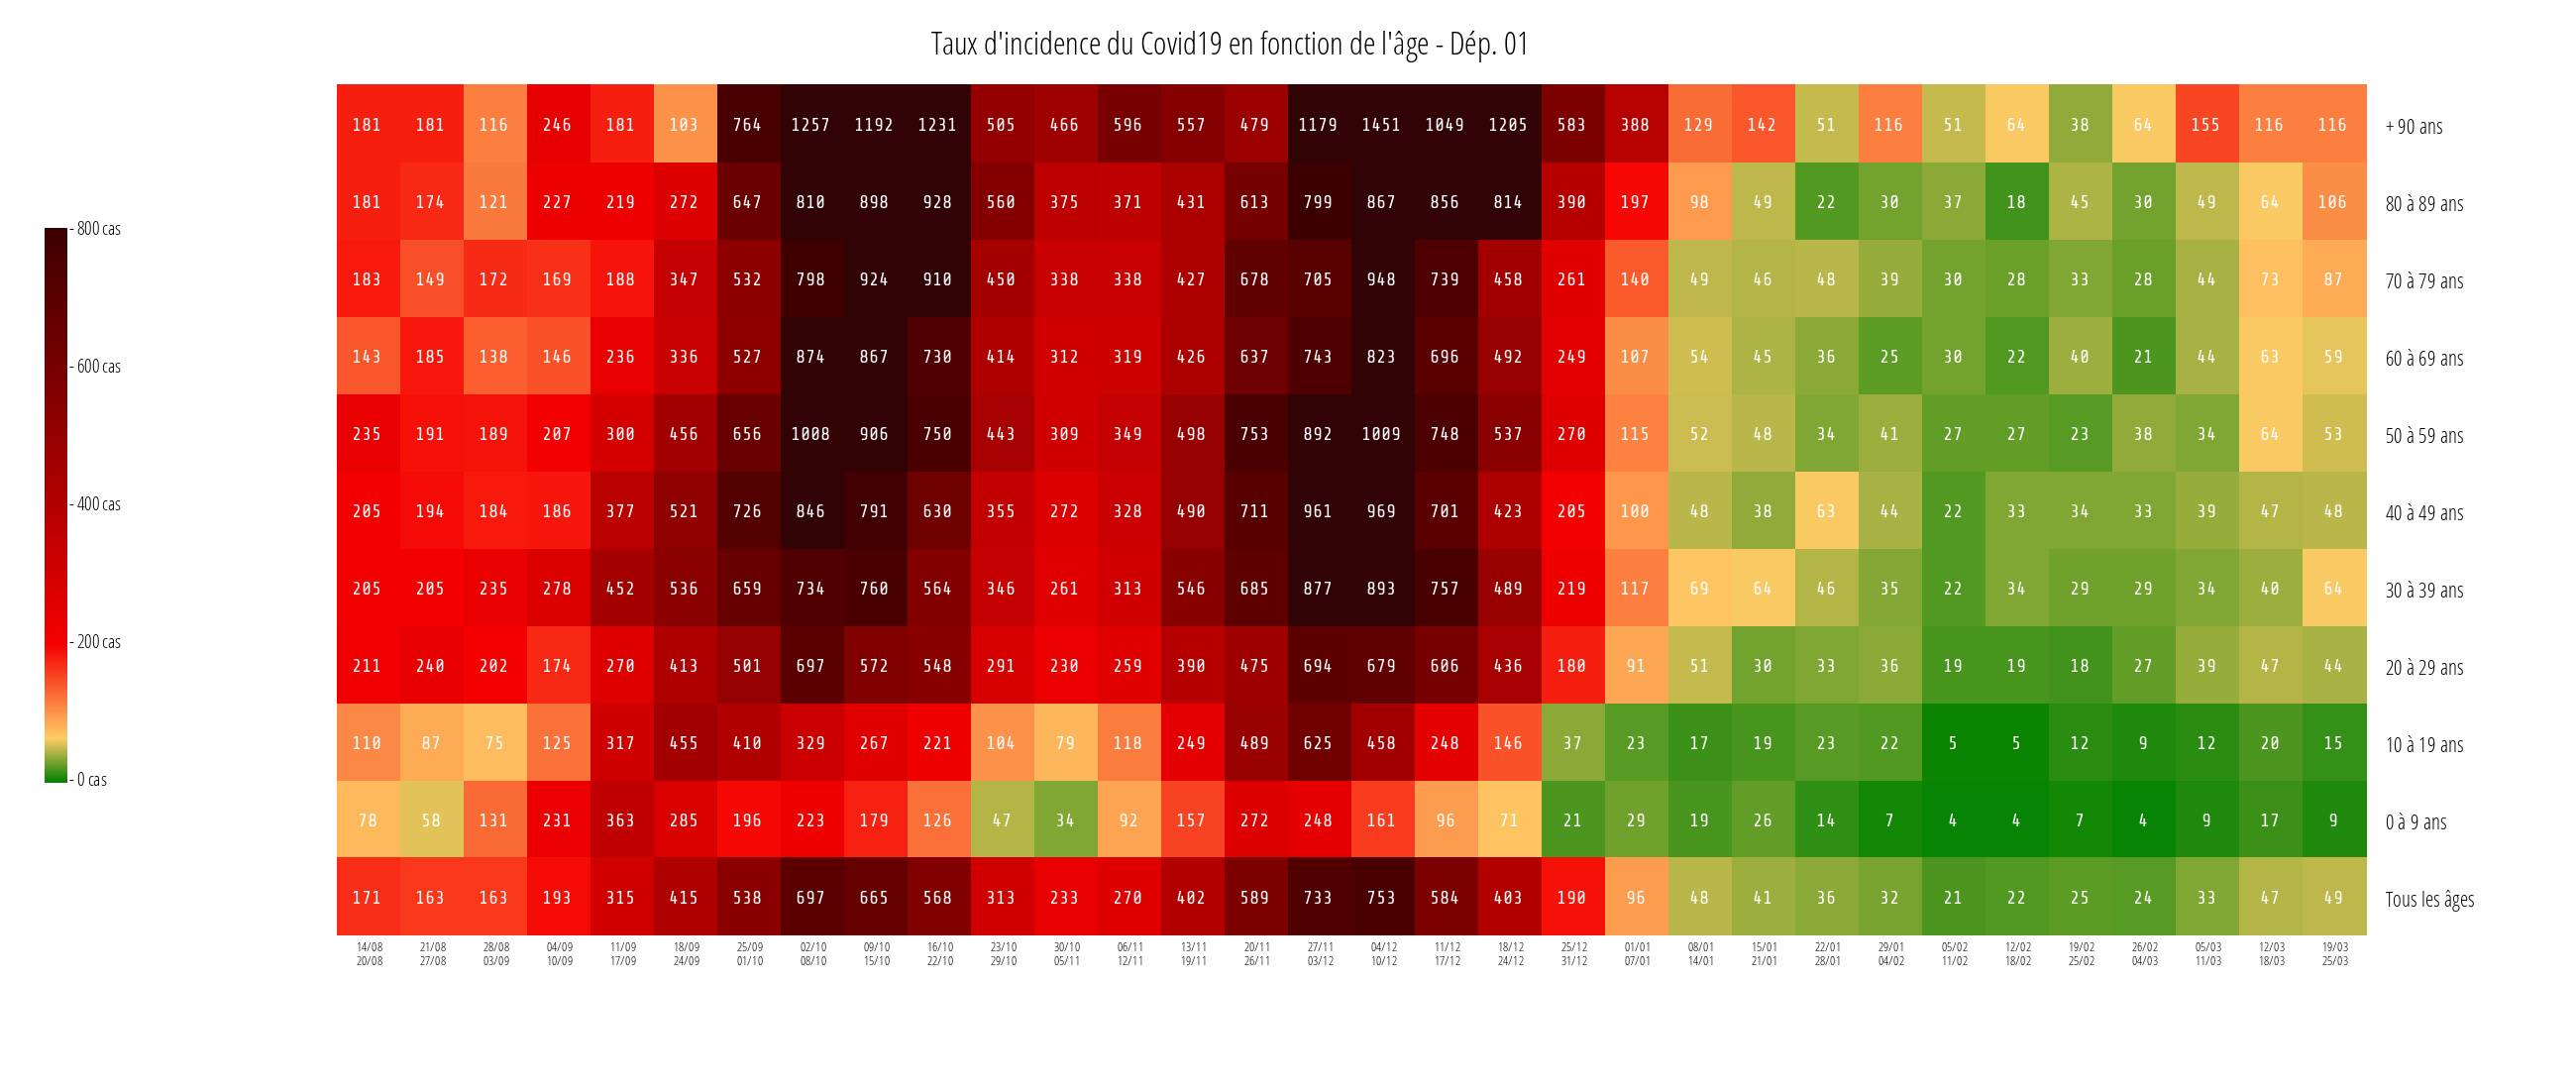 Taux d'incidence du Covid19 en fonction de l'âge - Dép. 01
181 181 116 246 181 103 764 1257 1192 1231 505 466 596 557 479 1179 1451 1049 1205 583 388 129 142 51 116 51 64 38 64 155 116 116 + 90 ans
181 174 121 227 219 272 647 810 898 928 560 375 371 431 613 799 867 856 814 390 197 98 49 22 30 37 18 45 30 49 64 106 80 à 89 ans
183 149 172 169 188 347 532 798 924 910 450 338 338 427 678 705 948 739 458 261 140 49 46 48 39 30 28 33 28 44 73 87 70 à 79 ans
143 185 138 146 236 336 527 874 867 730 414 312 319 426 637 743 823 696 492 249 107 54 45 36 25 30 22 40 21 44 63 59 60 à 69 ans
235 191 189 207 300 456 656 1008 906 750 443 309 349 498 753 892 1009 748 537 270 115 52 48 34 41 27 27 23 38 34 64 53 50 à 59 ans
205 194 184 186 377 521 726 846 791 630 355 272 328 490 711 961 969 701 423 205 100 48 38 63 44 22 33 34 33 39 47 48 40 à 49 ans
205 205 235 278 452 536 659 734 760 564 346 261 313 546 685 877 893 757 489 219 117 69 64 46 35 22 34 29 29 34 40 64 30 à 39 ans
211 240 202 174 270 413 501 697 572 548 291 230 259 390 475 694 679 606 436 180 91 51 30 33 36 19 19 18 27 39 47 44 20 à 29 ans
110 87 75 125 317 455 410 329 267 221 104 79 118 249 489 625 458 248 146 37 23 17 19 23 22 5 5 12 9 12 20 15 10 à 19 ans
78 58 131 231 363 285 196 223 179 126 47 34 92 157 272 248 161 96 71 21 29 19 26 14 7 4 4 7 4 9 17 9 0 à 9 ans
171 163 163 193 315 415 538 697 665 568 313 233 270 402 589 733 753 584 403 190 96 48 41 36 32 21 22 25 24 33 47 49 Tous les âges
14/08 21/08 28/08 04/09 11/09 18/09 25/09 02/10 09/10 16/10 23/10 30/10 06/11 13/11 20/11 27/11 04/12 11/12 18/12 25/12 01/01 08/01 15/01 22/01 29/01 05/02 12/02 19/02 26/02 05/03 12/03 19/03
20/08 27/08 03/09 10/09 17/09 24/09 01/10 08/10 15/10 22/10 29/10 05/11 12/11 19/11 26/11 03/12 10/12 17/12 24/12 31/12 07/01 14/01 21/01 28/01 04/02 11/02 18/02 25/02 04/03 11/03 18/03 25/03
- 800 cas
- 600 cas
- 400 cas
- 200 cas
- 0 cas